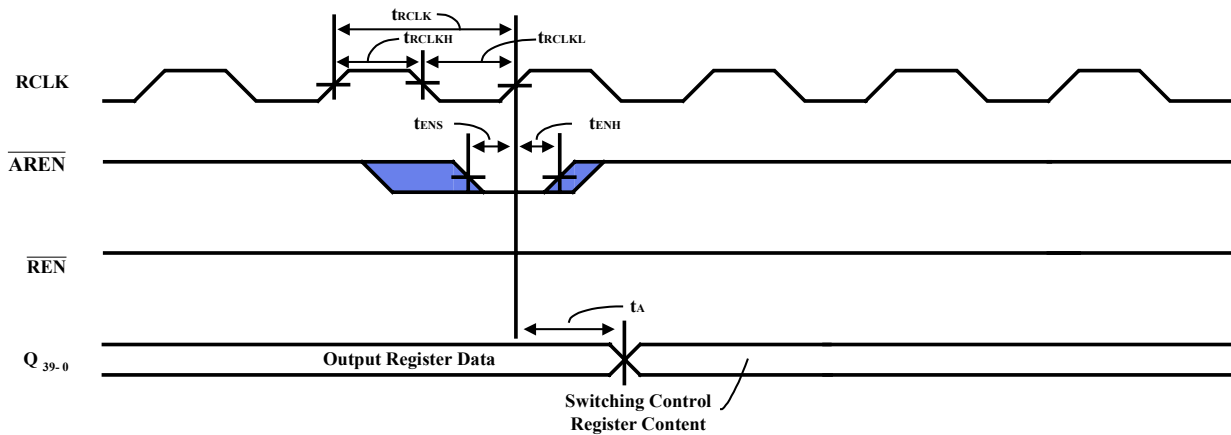 tRCLK
tRCLKH
tRCLKL
RCLK
tENS
tENH
AREN
REN
tA
Q 39-0
Output Register Data
Switching Control
Register Content